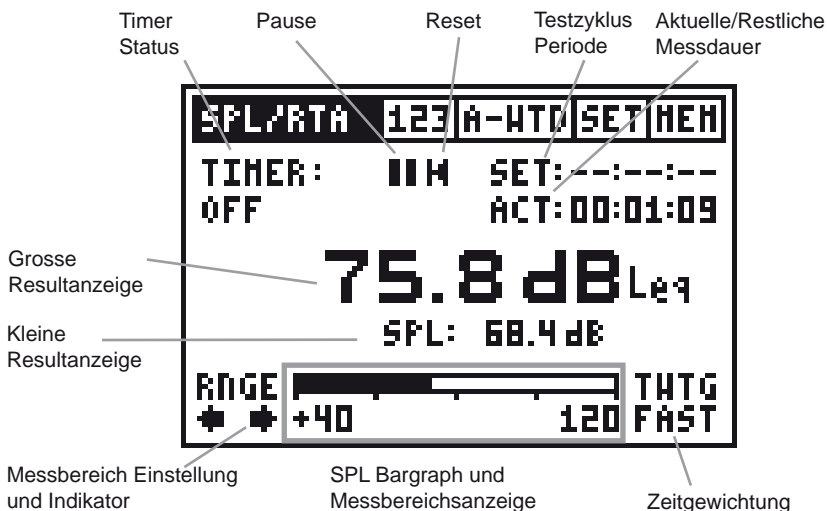 Timer
Status
Pause
Reset
Testzyklus
Periode
Aktuelle/Restliche
Messdauer
SPL/RTA 123 A-WTD SET MEM
TIMER: SET:--:--:--
OFF ACT:00:01:09
Grosse
Resultanzeige
75.8 dB Leq
Kleine
Resultanzeige
SPL: 68.4 dB
RNGE TWTG
+40 120 FAST
Messbereich Einstellung
und Indikator
SPL Bargraph und
Messbereichsanzeige
Zeitgewichtung